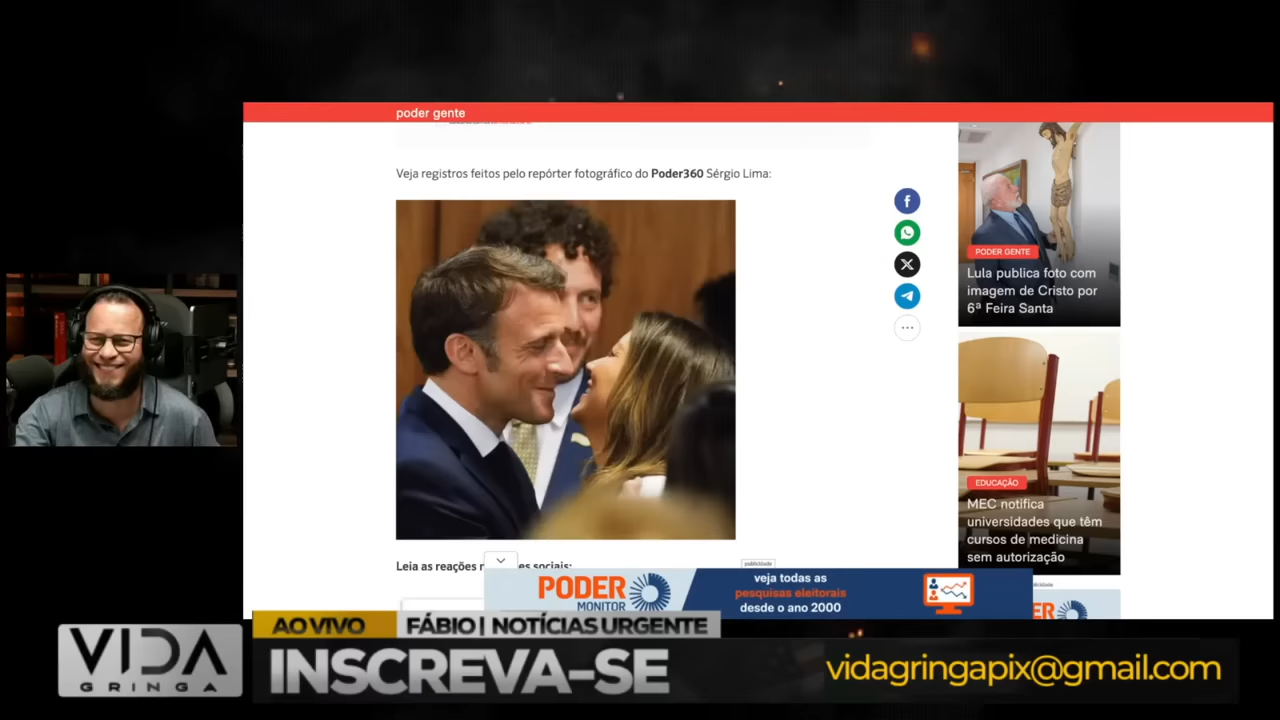 poder gente
Veja registros feitos pelo repórter fotográfico do Poder360 Sérgio Lima:
PODER GENTE
Lula publica foto com
imagem de Cristo por
6ª Feira Santa
EDUCAÇÃO
MEC notifica
universidades que têm
cursos de medicina
sem autorização
Leia as reações n es sociais:
publicidade
publicidade
PODER
MONITOR
veja todas as
pesquisas eleitorais
desde o ano 2000
ER
AO VIVO
FÁBIO | NOTÍCIAS URGENTE
VIDA
GRINGA
INSCREVA-SE
vidagringapix@gmail.com